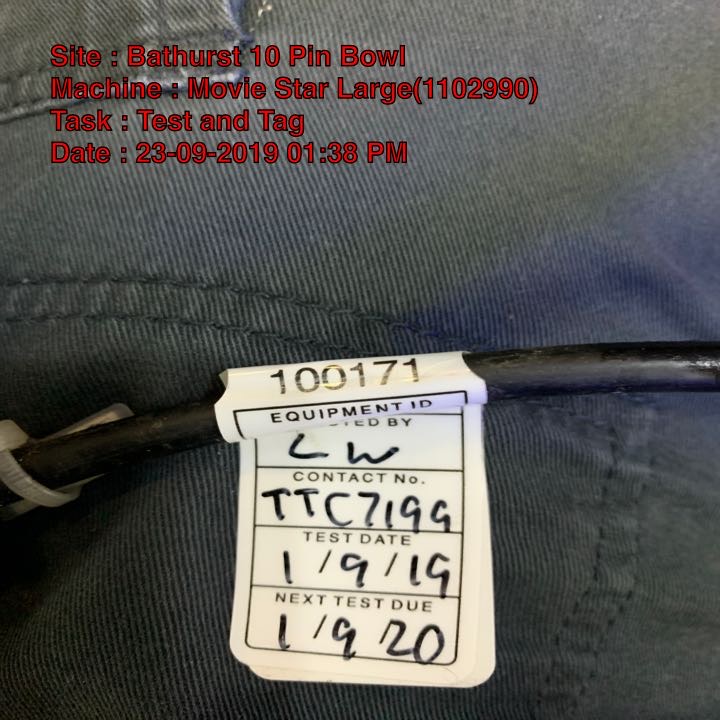 Site : Bathurst 10 Pin Bowl
Machine : Movie Star Large(1102990)
Task : Test and Tag
Date : 23-09-2019 01:38 PM
100171
EQUIPMENT ID
TED BY
LW
CONTACT No.
TTC7199
TEST DATE
1/9/19
NEXT TEST DUE
1/9/20